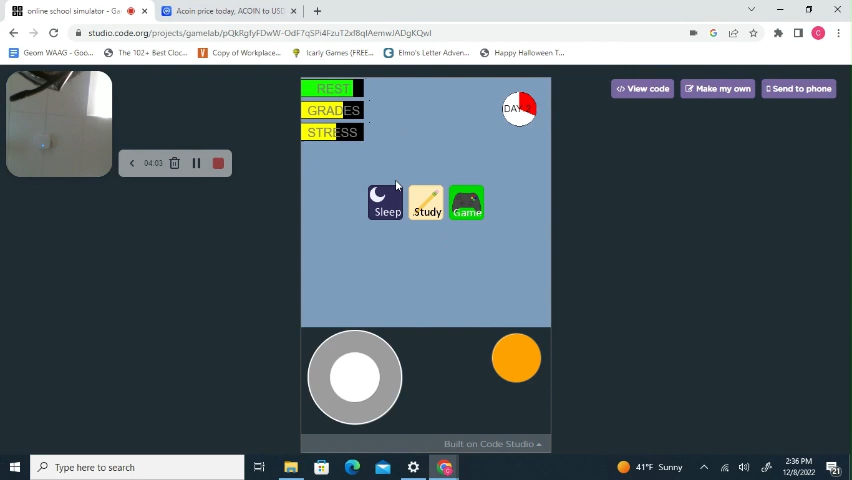 online school simulator - Ga
Acoin price today, ACOIN to USD
studio.code.org/projects/gamelab/pQkRgfyFDwW-OdF7qSPi4FzuT2xf8qIAemwJADgKQwI
Geom WAAG - Goo...
The 102+ Best Cloc...
Copy of Workplace...
Icarly Games (FREE...
Elmo's Letter Adven...
Happy Halloween T...
View code
Make my own
Send to phone
REST
GRADES
STRESS
DAY
04:03
Sleep
Study
Game
Built on Code Studio
Type here to search
41°F Sunny
2:36 PM
12/8/2022
21